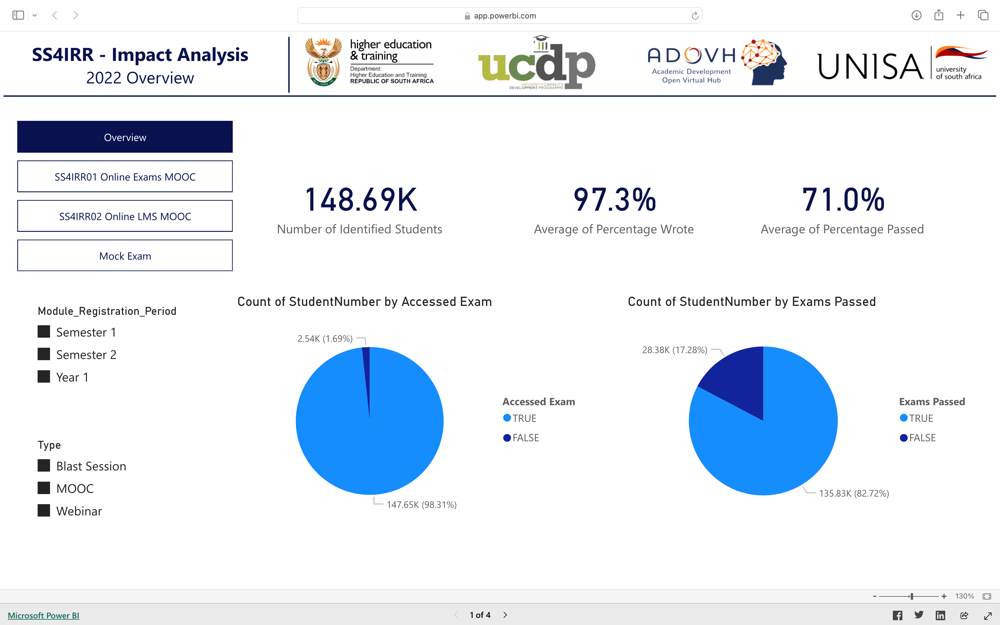 app.powerbi.com
SS4IRR - Impact Analysis
2022 Overview
higher education
& training
Department:
Higher Education and Training
REPUBLIC OF SOUTH AFRICA
ucdp
UNIVERSITY CAPACITY
DEVELOPMENT PROGRAMME
ADOVH
Academic Development
Open Virtual Hub
UNISA
university
of south africa
Overview
SS4IRR01 Online Exams MOOC
SS4IRR02 Online LMS MOOC
Mock Exam
148.69K
Number of Identified Students
97.3%
Average of Percentage Wrote
71.0%
Average of Percentage Passed
Module_Registration_Period
Semester 1
Semester 2
Year 1
Type
Blast Session
MOOC
Webinar
Count of StudentNumber by Accessed Exam
2.54K (1.69%)
147.65K (98.31%)
Accessed Exam
TRUE
FALSE
Count of StudentNumber by Exams Passed
28.38K (17.28%)
135.83K (82.72%)
Exams Passed
TRUE
FALSE
- + 130%
Microsoft Power BI
1 of 4